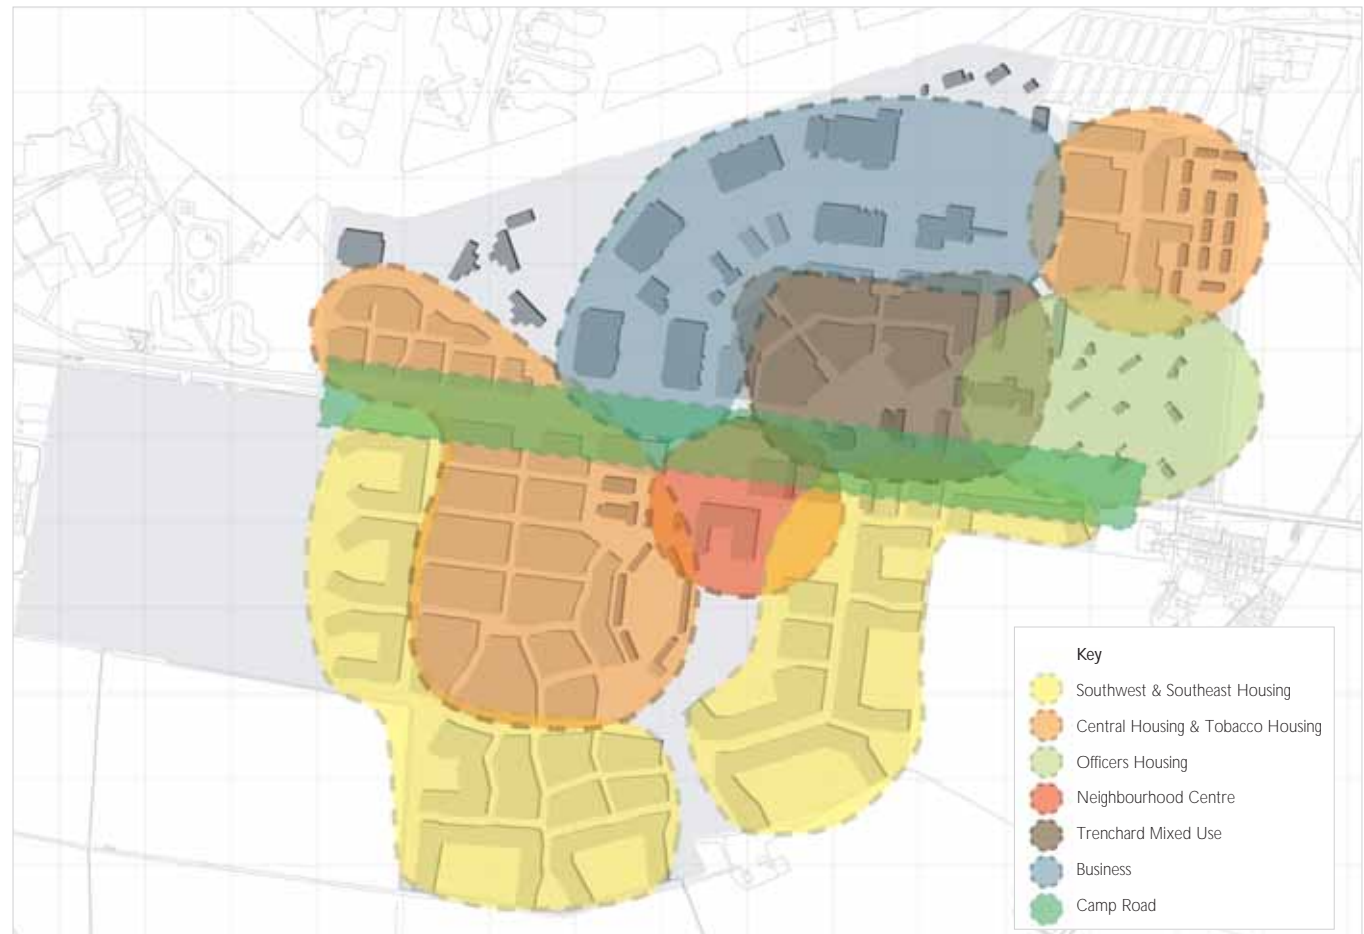 Key
Southwest & Southeast Housing
Central Housing & Tobacco Housing
Officers Housing
Neighbourhood Centre
Trenchard Mixed Use
Business
Camp Road